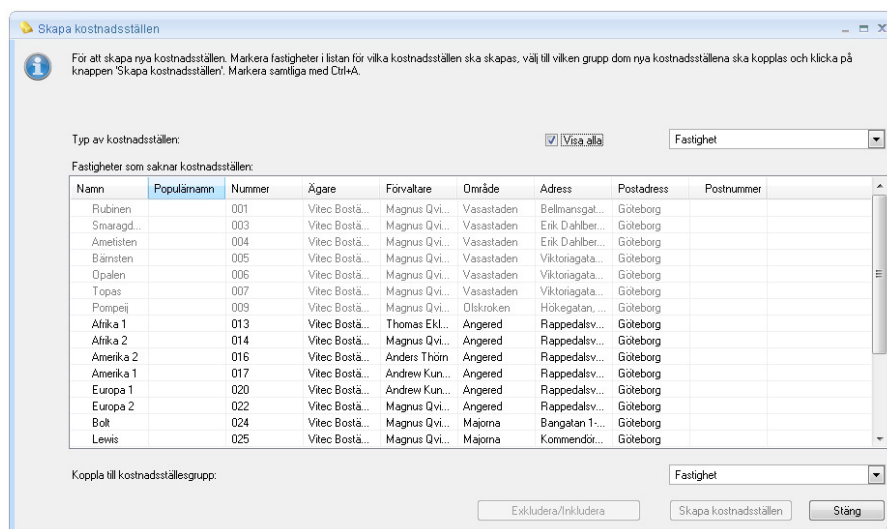 Skapa kostnadsställen
För att skapa nya kostnadsställen. Markera fastigheter i listan för vilka kostnadsställen ska skapas, välj till vilken grupp dom nya kostnadsställena ska kopplas och klicka på
knappen 'Skapa kostnadsställen'. Markera samtliga med Ctrl+A.
Typ av kostnadsställen: Visa alla Fastighet
Fastigheter som saknar kostnadsställen:
Namn Populärnamn Nummer Ägare Förvaltare Område Adress Postadress Postnummer
Rubinen 001 Vitec Bostä... Magnus Qvi... Vasastaden Bellmansgat... Göteborg
Smaragd... 003 Vitec Bostä... Magnus Qvi... Vasastaden Erik Dahlber... Göteborg
Ametisten 004 Vitec Bostä... Magnus Qvi... Vasastaden Erik Dahlber... Göteborg
Bärnsten 005 Vitec Bostä... Magnus Qvi... Vasastaden Viktoriagata... Göteborg
Opalen 006 Vitec Bostä... Magnus Qvi... Vasastaden Viktoriagata... Göteborg
Topas 007 Vitec Bostä... Magnus Qvi... Vasastaden Viktoriagata... Göteborg
Pompeij 009 Vitec Bostä... Magnus Qvi... Olskroken Hökegatan, ... Göteborg
Afrika 1 013 Vitec Bostä... Thomas Ekl... Angered Rappedalsv... Göteborg
Afrika 2 014 Vitec Bostä... Magnus Qvi... Angered Rappedalsv... Göteborg
Amerika 2 016 Vitec Bostä... Anders Thörn Angered Rappedalsv... Göteborg
Amerika 1 017 Vitec Bostä... Andrew Kun... Angered Rappedalsv... Göteborg
Europa 1 020 Vitec Bostä... Andrew Kun... Angered Rappedalsv... Göteborg
Europa 2 022 Vitec Bostä... Magnus Qvi... Angered Rappedalsv... Göteborg
Bolt 024 Vitec Bostä... Magnus Qvi... Majorna Bangatan 1-... Göteborg
Lewis 025 Vitec Bostä... Magnus Qvi... Majorna Kommendör... Göteborg
Koppla till kostnadsställesgrupp: Fastighet
Exkludera/Inkludera Skapa kostnadsställen Stäng